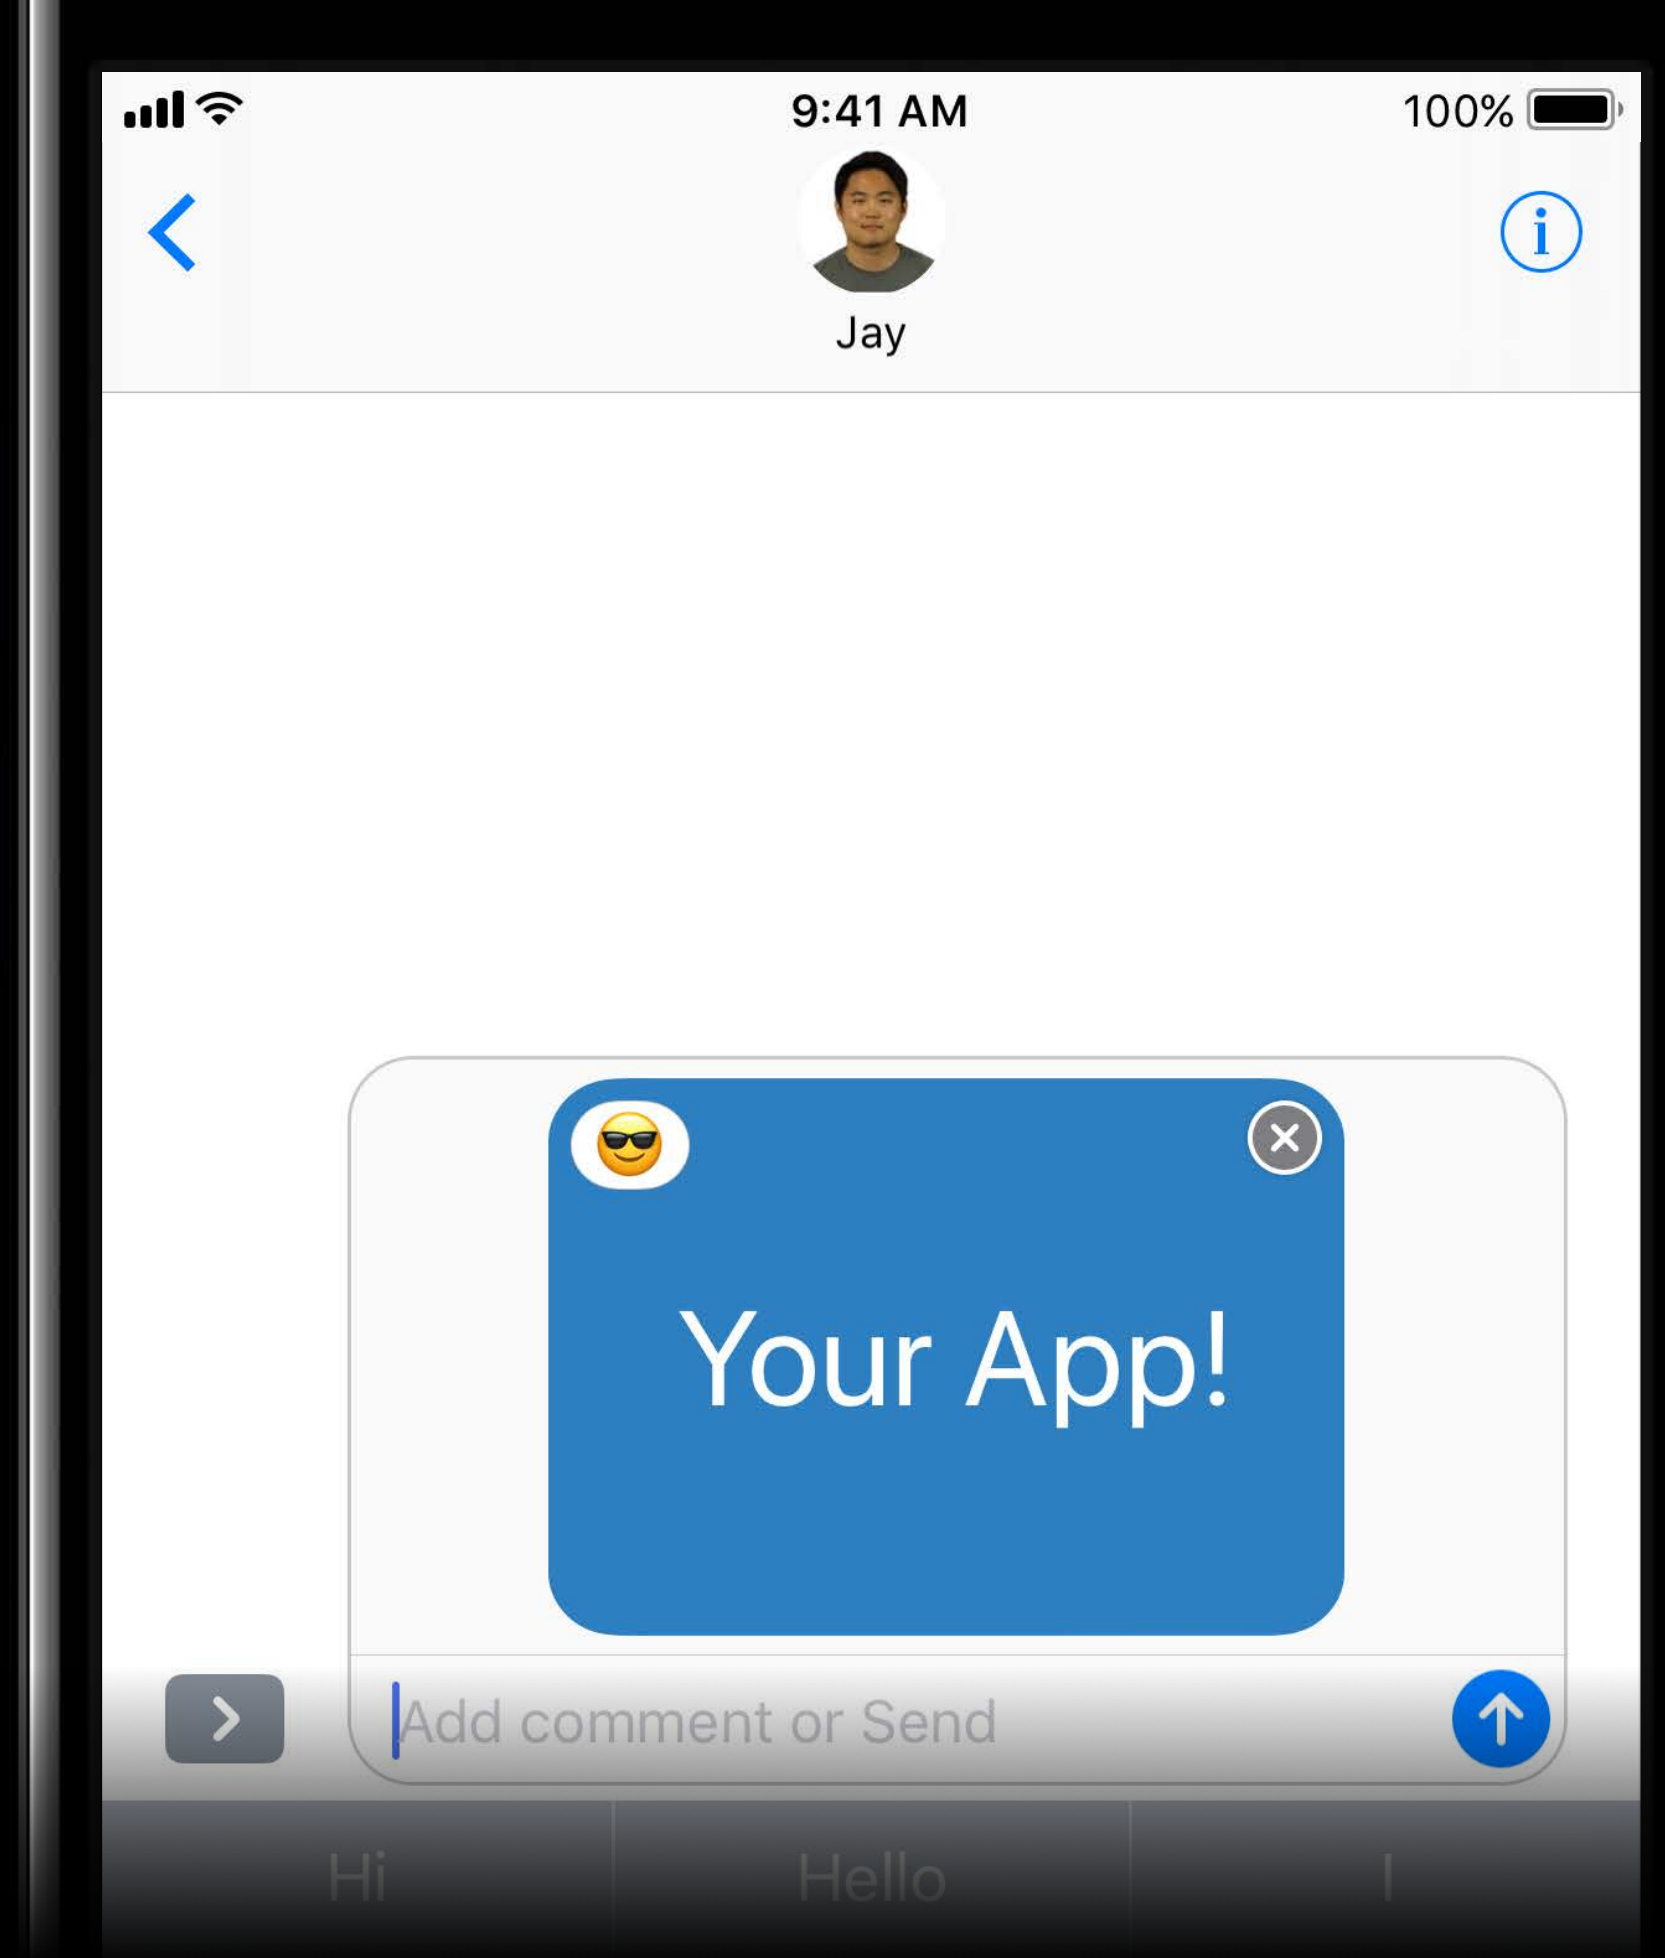 9:41 AM
100%
Jay
Your App!
Add comment or Send
Hi
Hello
I